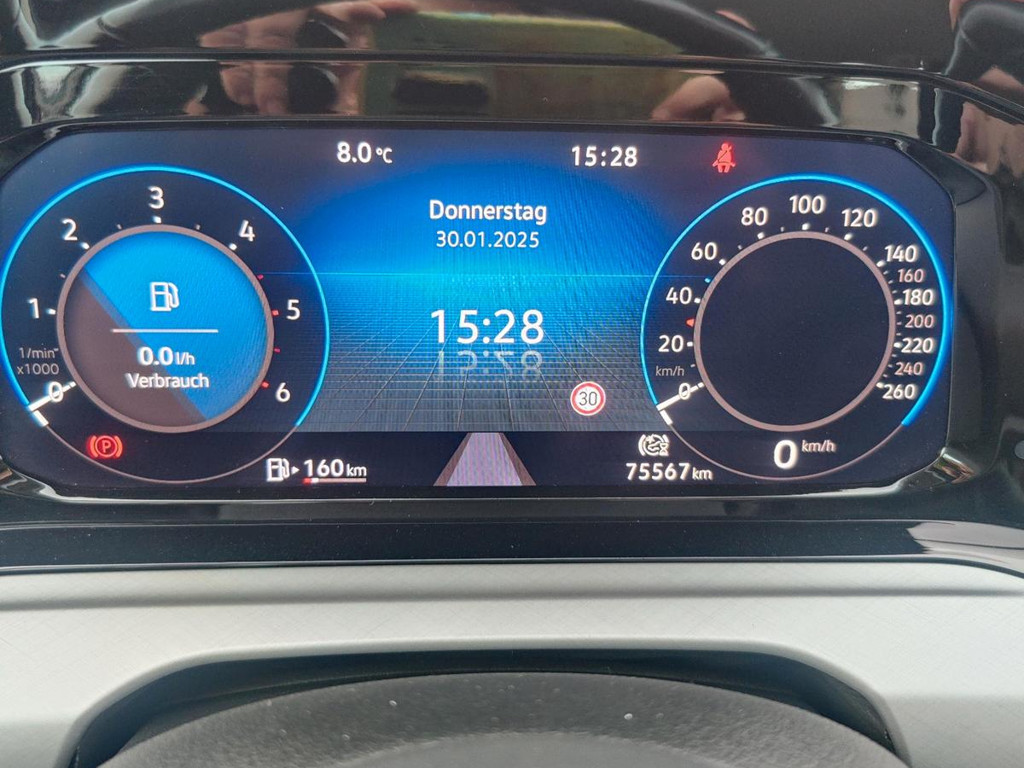 8.0 °C
15:28
Donnerstag
30.01.2025
15:28
30
0
1
2
3
4
5
6
1/min
x1000
0.0 l/h
Verbrauch
P
160 km
0
20
40
60
80
100
120
140
160
180
200
220
240
260
km/h
0 km/h
75567 km